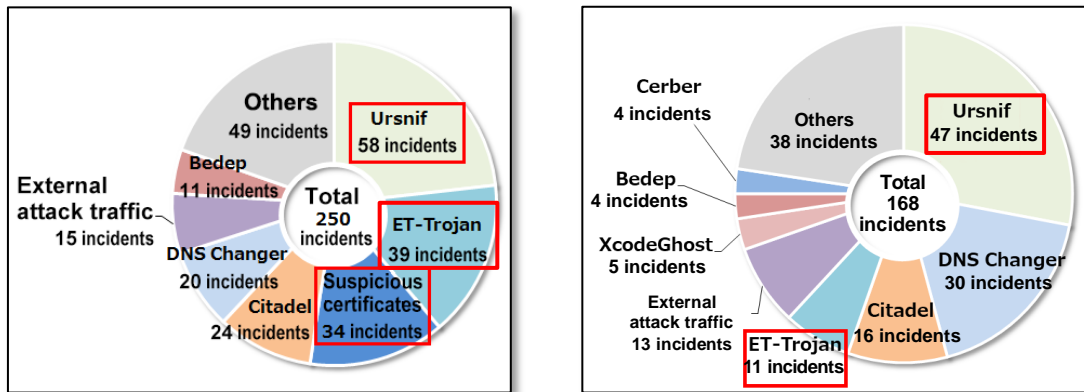 Others
49 incidents
Ursnif
58 incidents
Bedep
11 incidents
Total
250
incidents
External
attack traffic
15 incidents
ET-Trojan
39 incidents
DNS Changer
20 incidents
Suspicious
certificates
34 incidents
Citadel
24 incidents
Cerber
4 incidents
Others
38 incidents
Ursnif
47 incidents
Bedep
4 incidents
Total
168
incidents
XcodeGhost
5 incidents
DNS Changer
30 incidents
External
attack traffic
13 incidents
Citadel
16 incidents
ET-Trojan
11 incidents